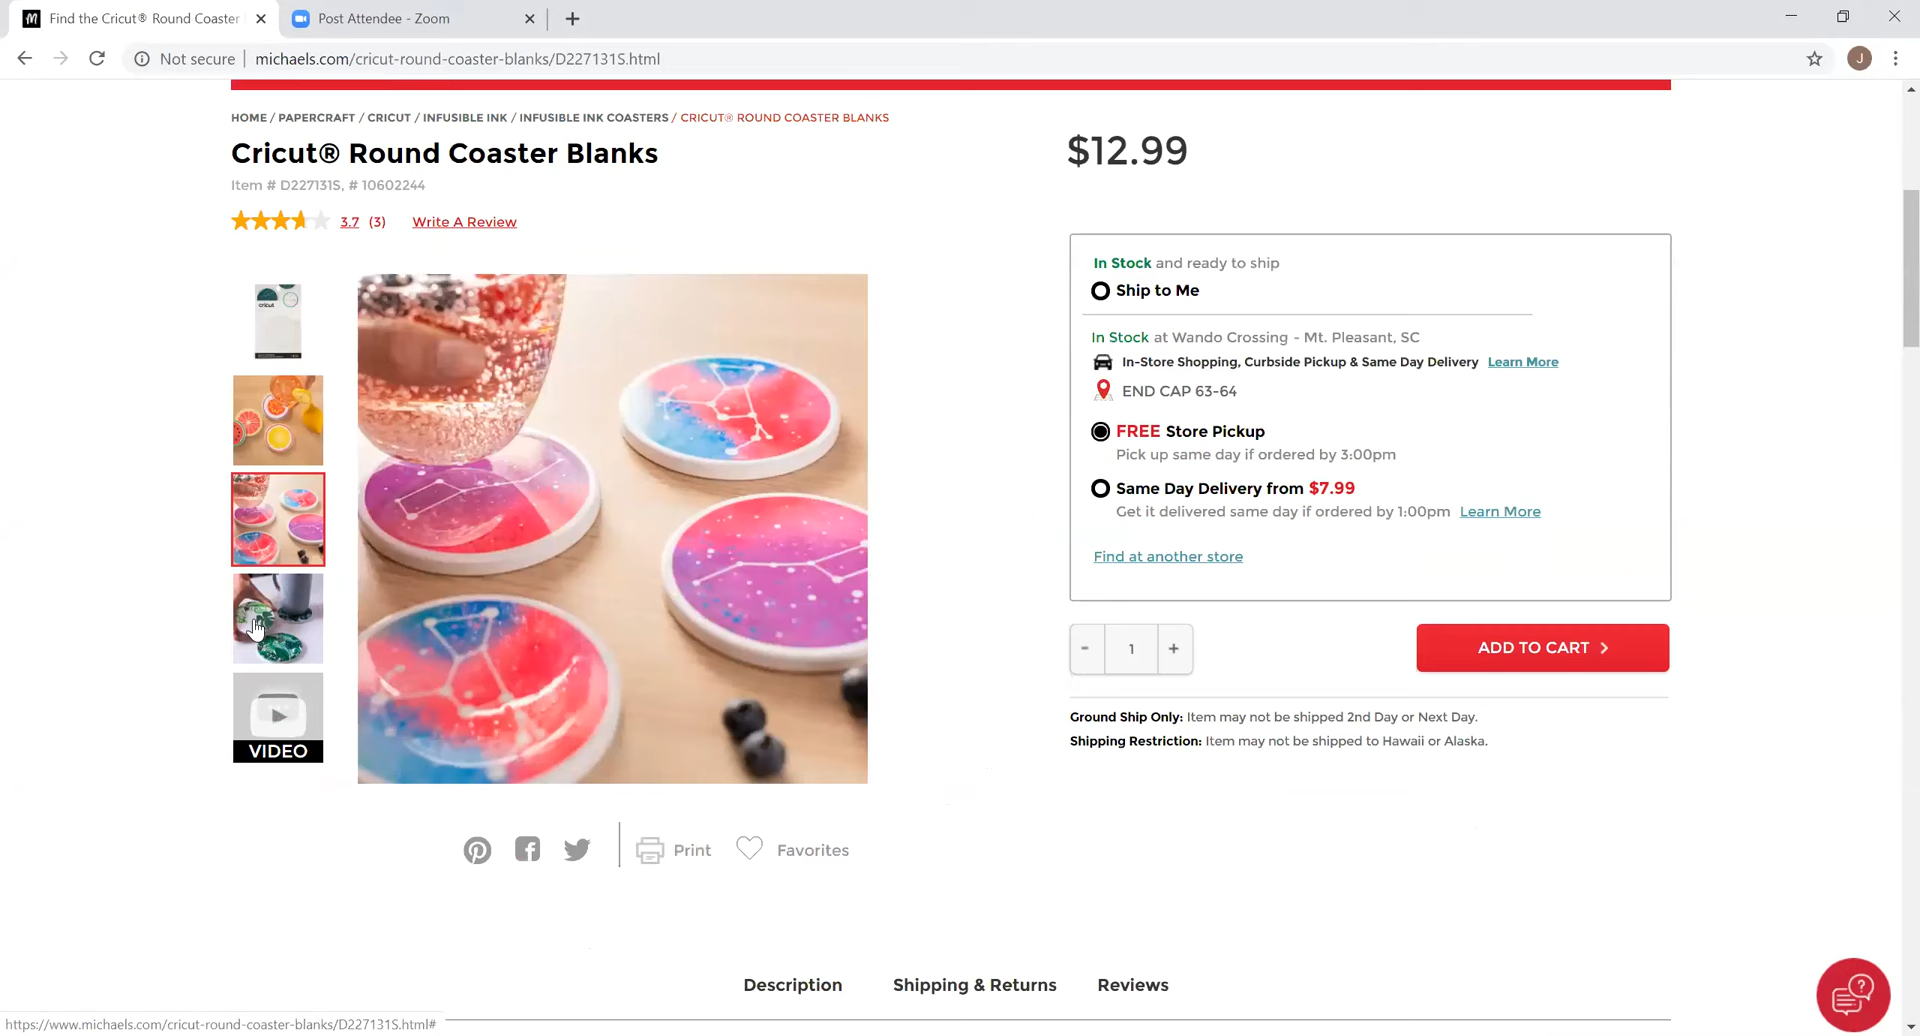 Find the Cricut® Round Coaster
Post Attendee - Zoom
Not secure
michaels.com/cricut-round-coaster-blanks/D227131S.html
J
HOME / PAPERCRAFT / CRICUT / INFUSIBLE INK / INFUSIBLE INK COASTERS / CRICUT® ROUND COASTER BLANKS
Cricut® Round Coaster Blanks
Item # D227131S, # 10602244
3.7 (3) Write A Review
cricut
VIDEO
Print
Favorites
$12.99
In Stock and ready to ship
Ship to Me
In Stock at Wando Crossing - Mt. Pleasant, SC
In-Store Shopping, Curbside Pickup & Same Day Delivery Learn More
END CAP 63-64
FREE Store Pickup
Pick up same day if ordered by 3:00pm
Same Day Delivery from $7.99
Get it delivered same day if ordered by 1:00pm Learn More
Find at another store
- 1 +
ADD TO CART
Ground Ship Only: Item may not be shipped 2nd Day or Next Day.
Shipping Restriction: Item may not be shipped to Hawaii or Alaska.
Description Shipping & Returns Reviews
https://www.michaels.com/cricut-round-coaster-blanks/D227131S.html#